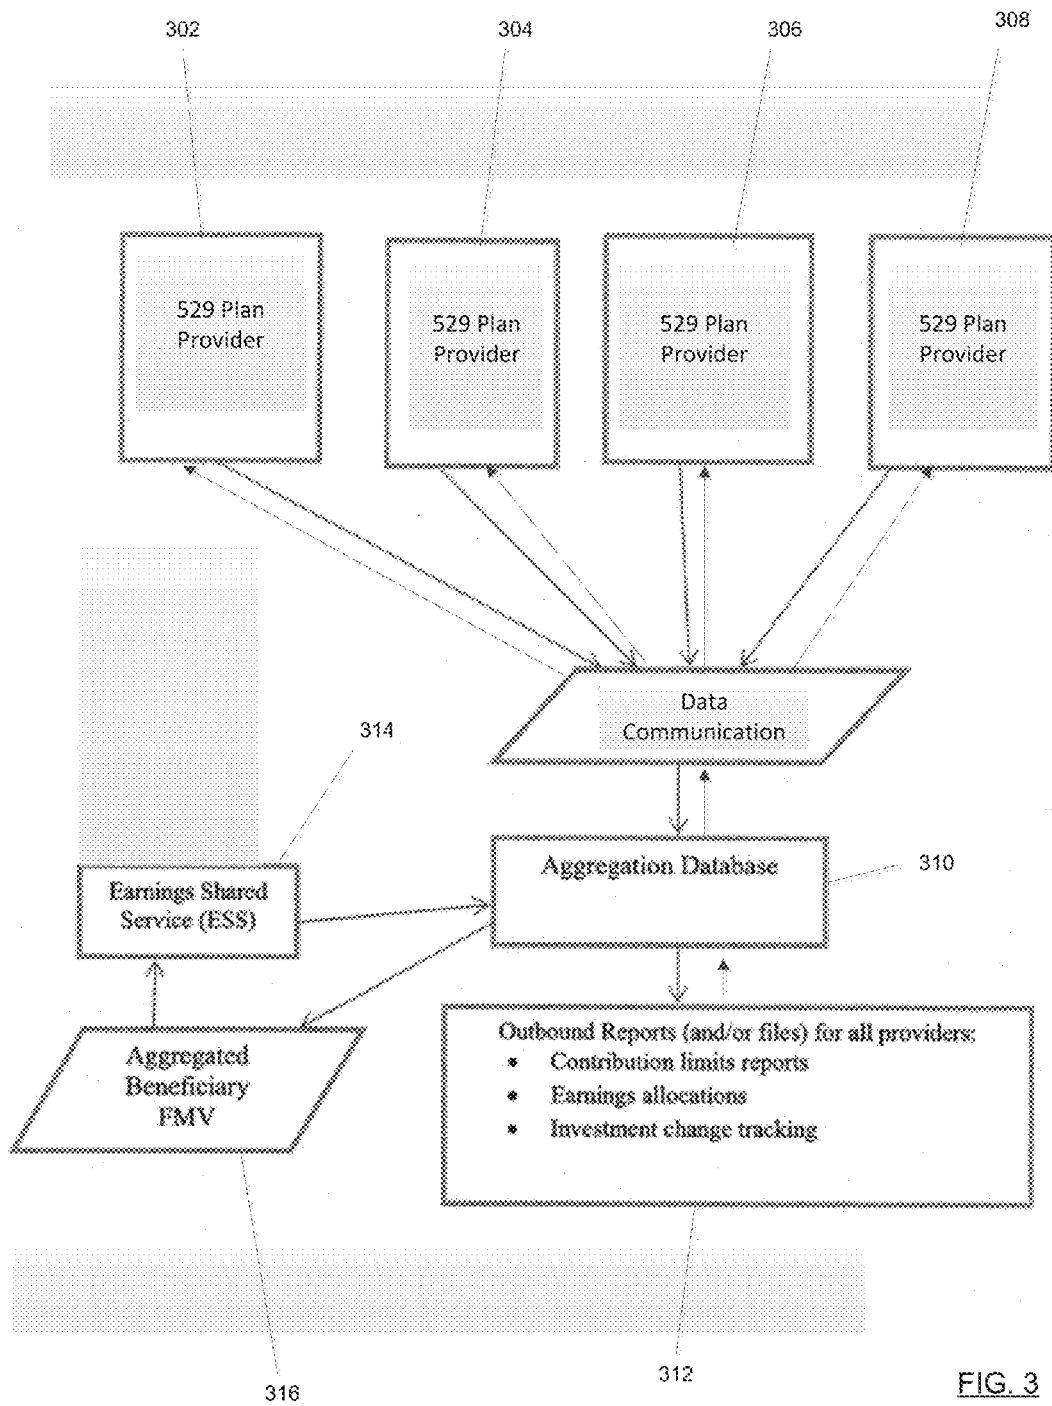 302
304
306
308
529 Plan
Provider
529 Plan
Provider
529 Plan
Provider
529 Plan
Provider
Data
Communication
314
Earnings Shared
Service (ESS)
Aggregation Database
310
Aggregated
Beneficiary
FMV
Outbound Reports (and/or files) for all providers:
• Contribution limits reports
• Earnings allocations
• Investment change tracking
316
312
FIG. 3